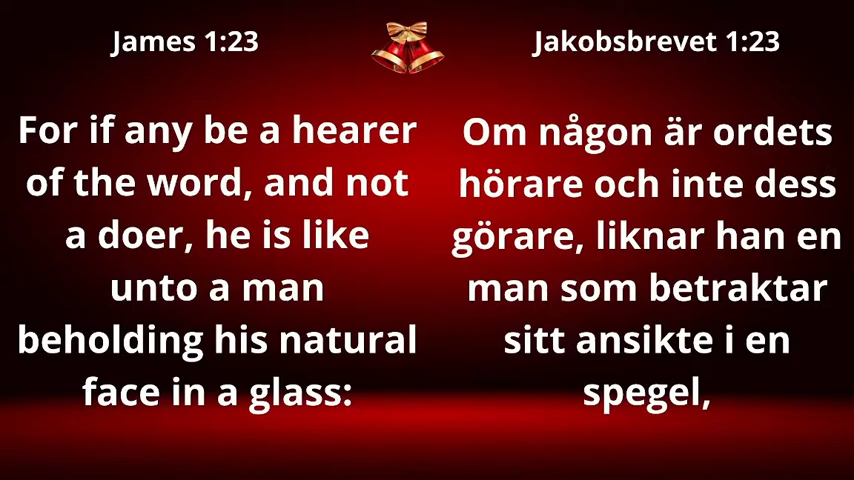 James 1:23
For if any be a hearer
of the word, and not
a doer, he is like
unto a man
beholding his natural
face in a glass:
Jakobsbrevet 1:23
Om någon är ordets
hörare och inte dess
görare, liknar han en
man som betraktar
sitt ansikte i en
spegel,